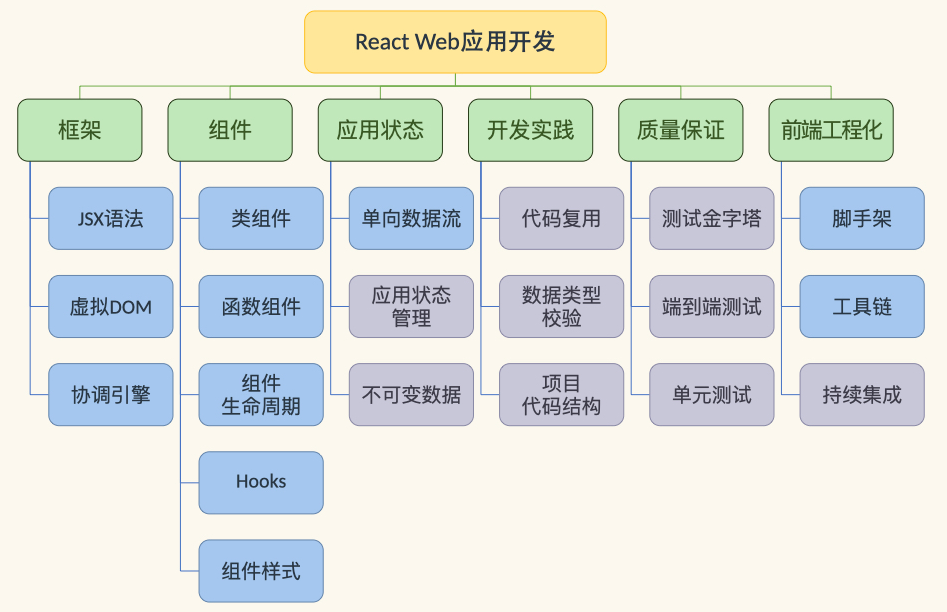 React Web应用开发
框架
组件
应用状态
开发实践
质量保证
前端工程化
JSX语法
类组件
单向数据流
代码复用
测试金字塔
脚手架
虚拟DOM
函数组件
应用状态
管理
数据类型
校验
端到端测试
工具链
协调引擎
组件
生命周期
不可变数据
项目
代码结构
单元测试
持续集成
Hooks
组件样式